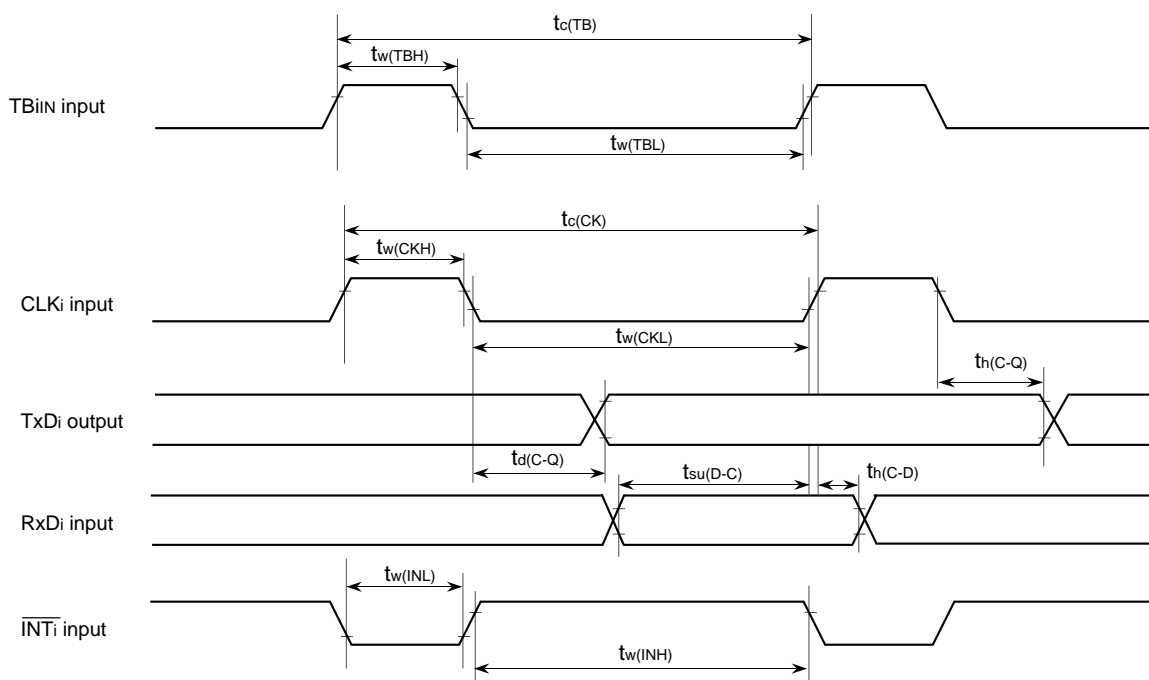 tc(TB)
tw(TBH)
TBiIN input
tw(TBL)
tc(CK)
tw(CKH)
CLKi input
tw(CKL)
th(C-Q)
TxDi output
td(C-Q)
tsu(D-C)
th(C-D)
RxDi input
tw(INL)
INTi input
tw(INH)